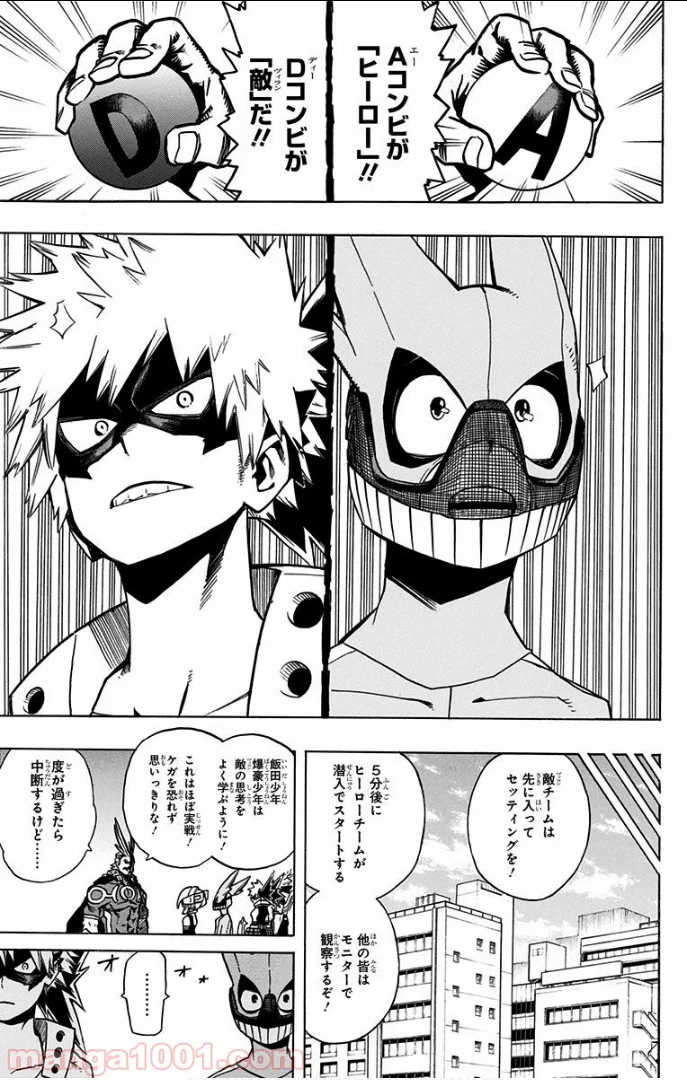 Aコンビが
「ヒーロー」!!
A
Dコンビが
「敵」だ!!
D
敵チームは
先に入って
セッティングを!
5分後に
ヒーローチームが
潜入でスタートする
他の皆は
モニターで
観察するぞ!
飯田少年
爆豪少年は
敵の思考を
よく学ぶように!
これはほぼ実戦!
ケガを恐れず
思いっきりな!
度が過ぎたら
中断するけど……
………
manga1001.com